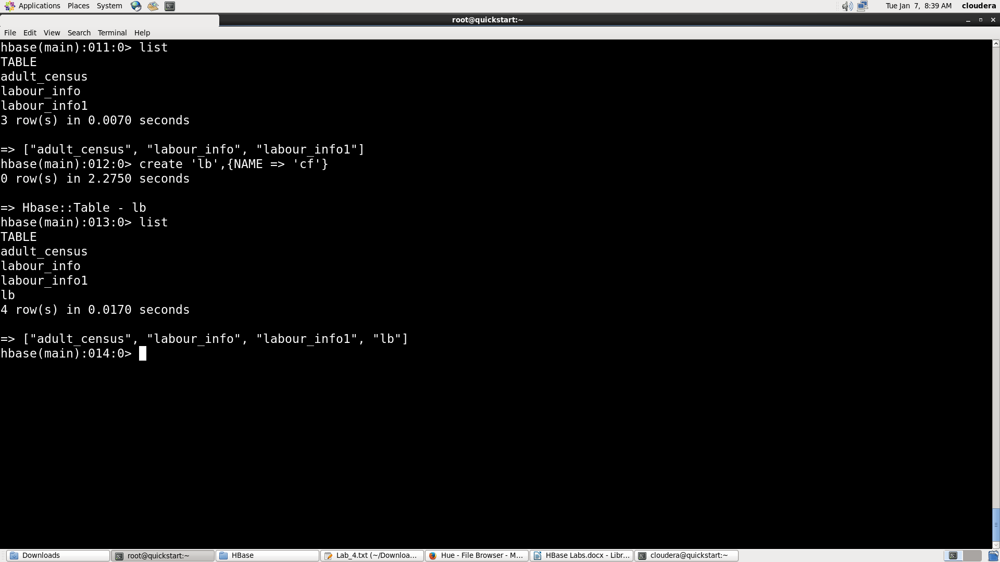 Applications Places System Tue Jan 7, 8:39 AM cloudera
root@quickstart:~
File Edit View Search Terminal Help
hbase(main):011:0> list
TABLE
adult_census
labour_info
labour_info1
3 row(s) in 0.0070 seconds
=> ["adult_census", "labour_info", "labour_info1"]
hbase(main):012:0> create 'lb',{NAME => 'cf'}
0 row(s) in 2.2750 seconds
=> Hbase::Table - lb
hbase(main):013:0> list
TABLE
adult_census
labour_info
labour_info1
lb
4 row(s) in 0.0170 seconds
=> ["adult_census", "labour_info", "labour_info1", "lb"]
hbase(main):014:0>
Downloads root@quickstart:~ HBase Lab_4.txt (~/Downloa... Hue - File Browser - M... HBase Labs.docx - Libr... cloudera@quickstart:~